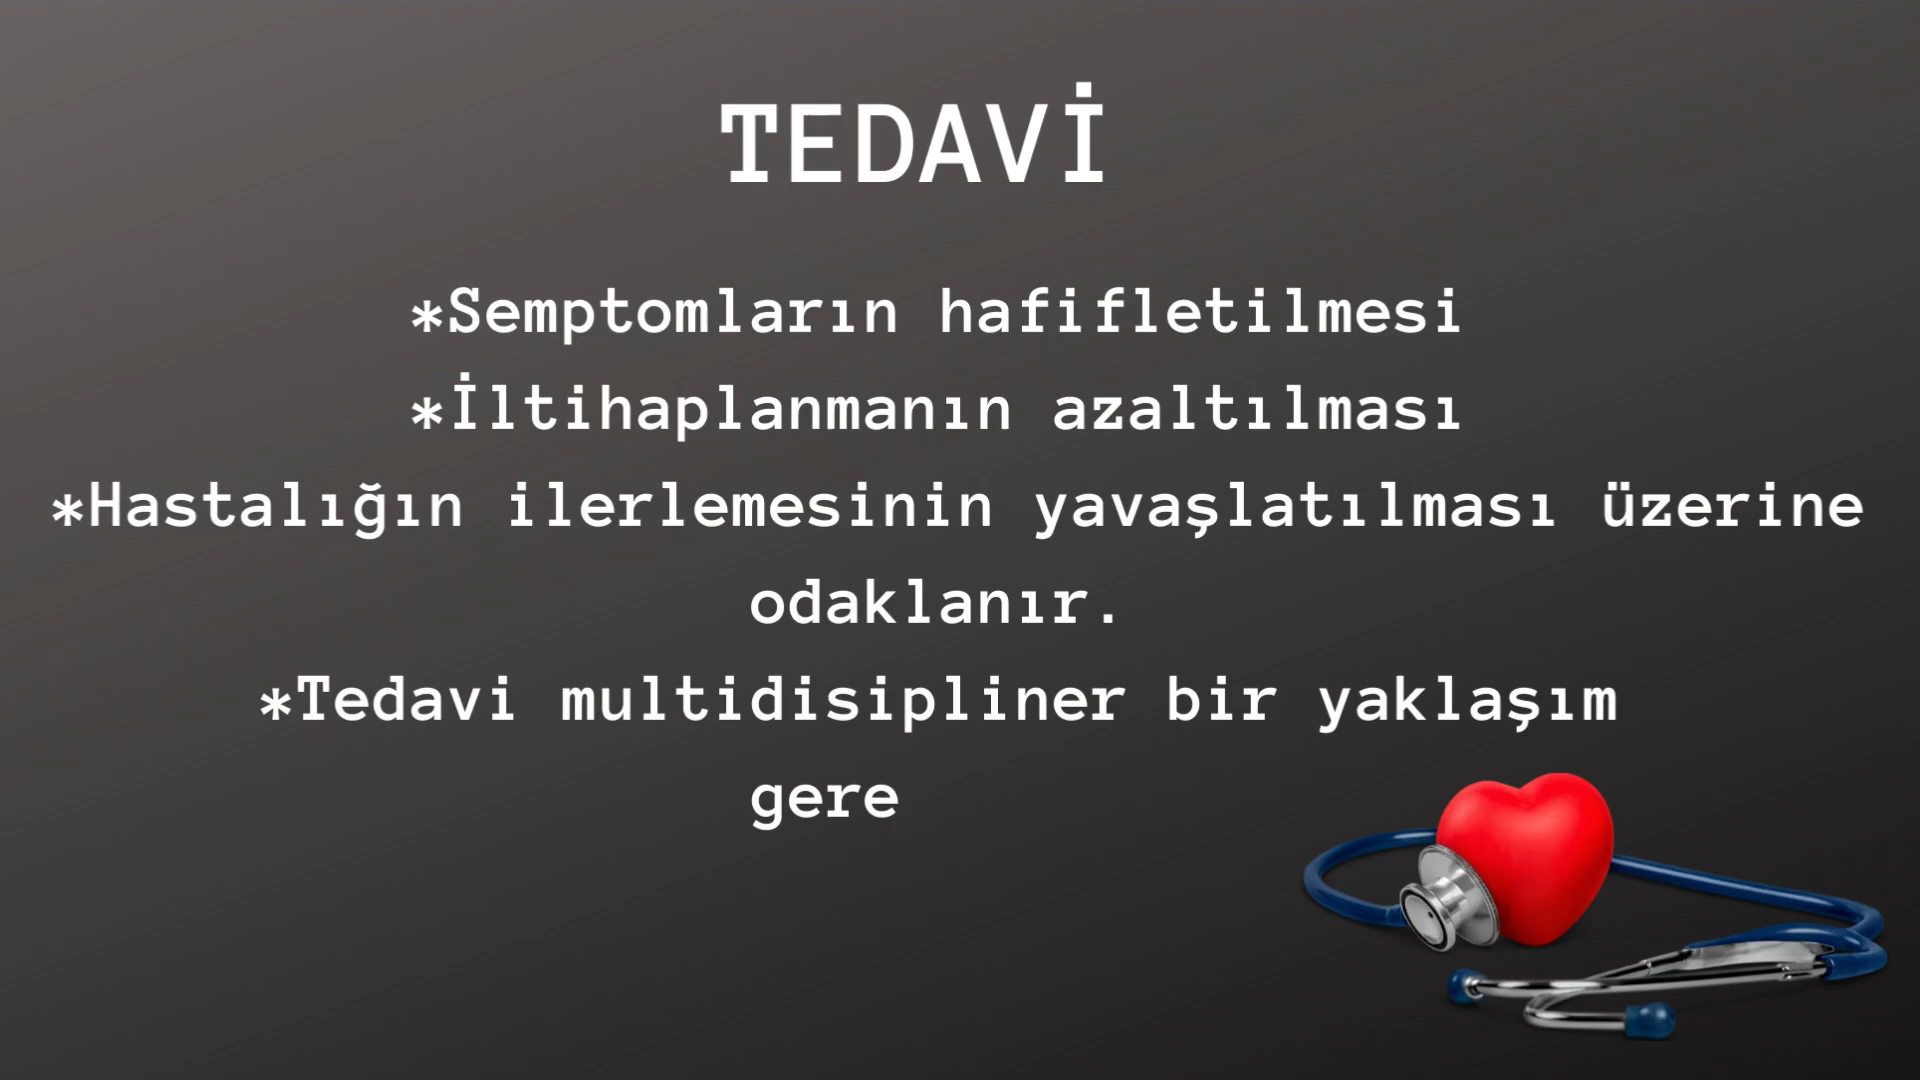 TEDAVİ
*Semptomların hafifletilmesi
*İltihaplanmanın azaltılması
*Hastalığın ilerlemesinin yavaşlatılması üzerine
odaklanır.
*Tedavi multidisipliner bir yaklaşım
gere